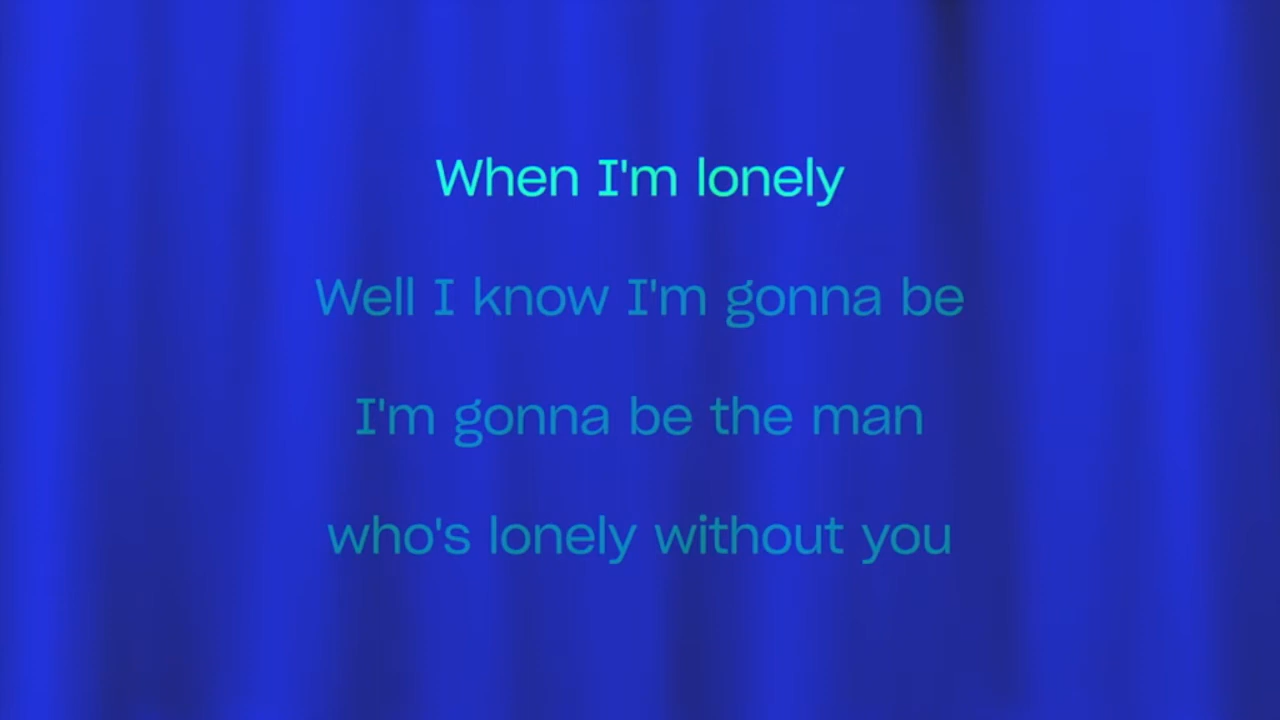 When I'm lonely
Well I know I'm gonna be
I'm gonna be the man
who's lonely without you